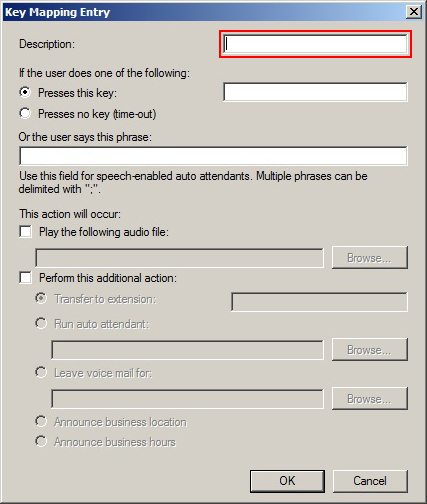 Key Mapping Entry
Description:
If the user does one of the following:
Presses this key:
Presses no key (time-out)
Or the user says this phrase:
Use this field for speech-enabled auto attendants. Multiple phrases can be
delimited with ";".
This action will occur:
Play the following audio file:
Browse...
Perform this additional action:
Transfer to extension:
Run auto attendant:
Browse...
Leave voice mail for:
Browse...
Announce business location
Announce business hours
OK Cancel